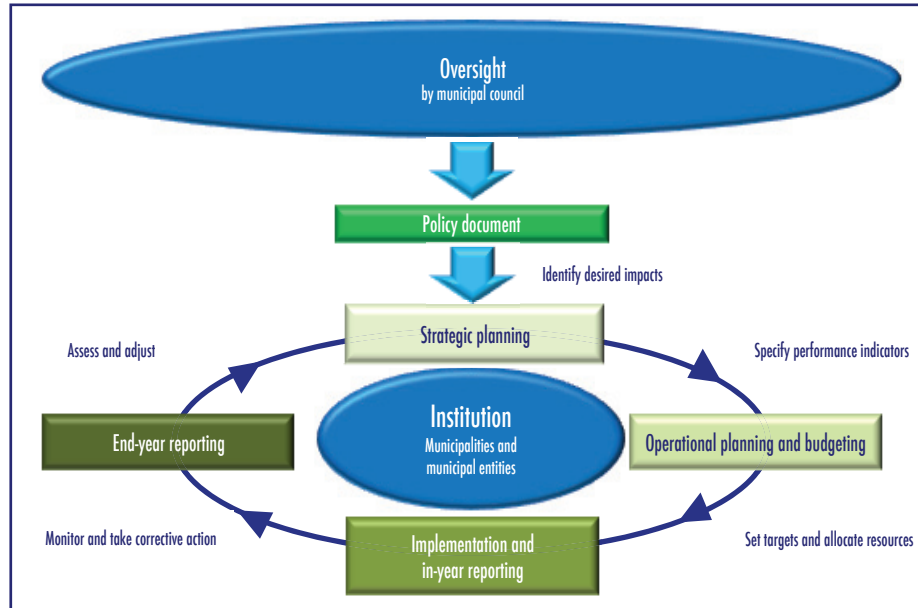 Oversight
by municipal council
Policy document
Identify desired impacts
Strategic planning
Assess and adjust
Specify performance indicators
Institution
Municipalities and
municipal entities
End-year reporting
Operational planning and budgeting
Monitor and take corrective action
Implementation and
in-year reporting
Set targets and allocate resources